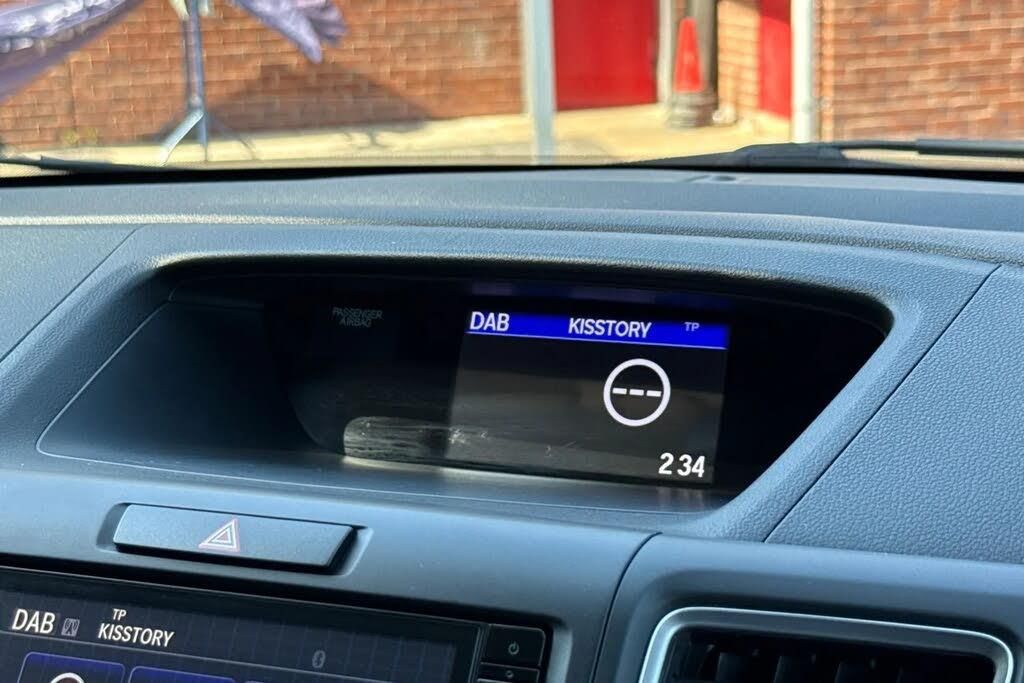 PASSENGER
AIRBAG
DAB KISSTORY TP
---
2 34
TP
DAB KISSTORY